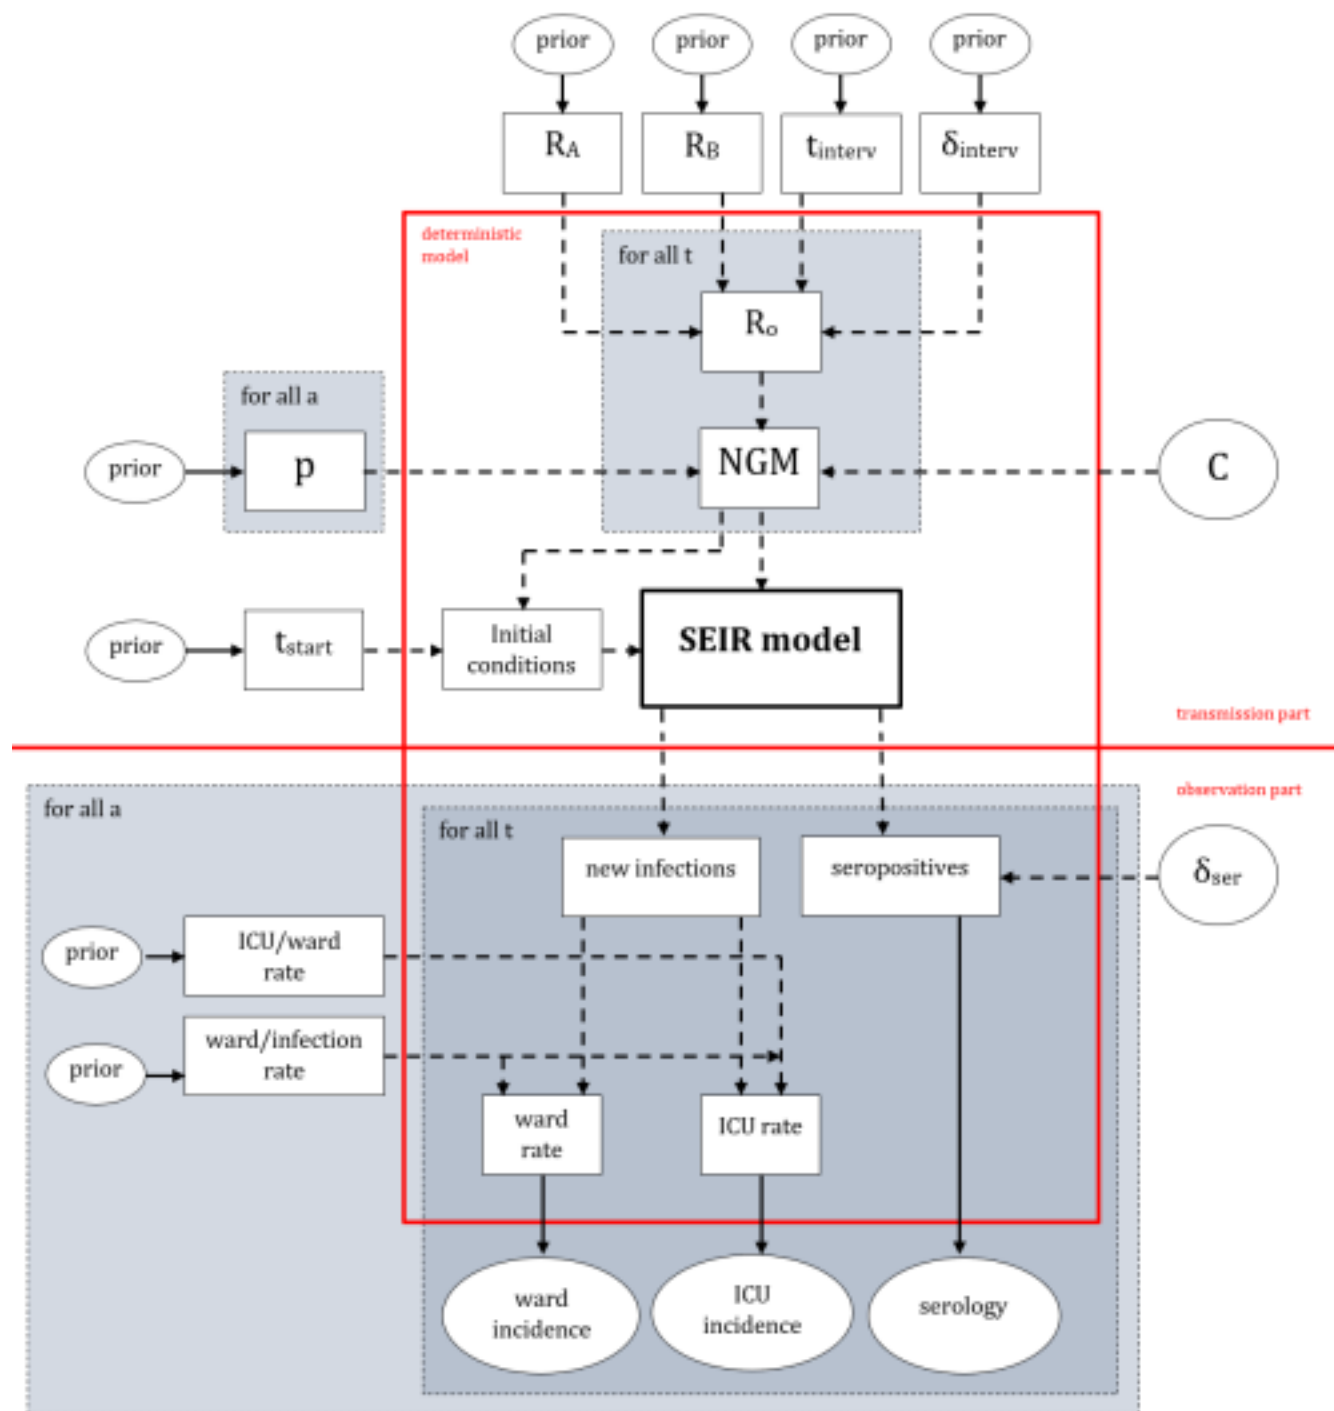 prior
prior
prior
prior
RA
RB
tinterv
δinterv
deterministic
model
for all t
Ro
for all a
prior
p
NGM
C
prior
tstart
Initial
conditions
SEIR model
transmission part
observation part
for all a
for all t
new infections
seropositives
δser
prior
ICU/ward
rate
prior
ward/infection
rate
ward
rate
ICU rate
ward
incidence
ICU
incidence
serology